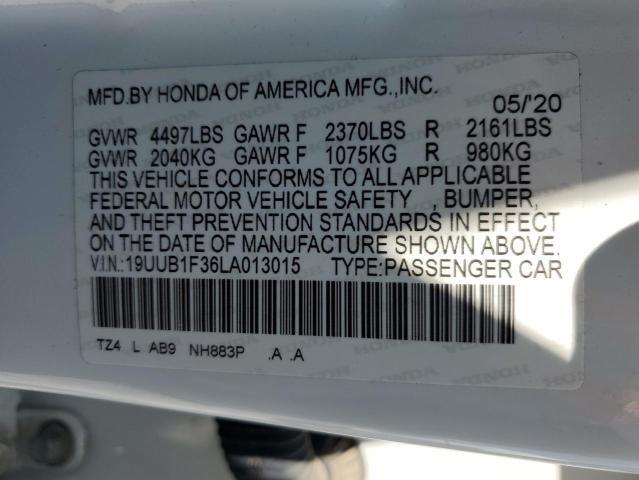 MFD.BY HONDA OF AMERICA MFG.,INC.
05/'20
GVWR 4497LBS GAWR F 2370LBS R 2161LBS
GVWR 2040KG GAWR F 1075KG R 980KG
THIS VEHICLE CONFORMS TO ALL APPLICABLE
FEDERAL MOTOR VEHICLE SAFETY , BUMPER,
AND THEFT PREVENTION STANDARDS IN EFFECT
ON THE DATE OF MANUFACTURE SHOWN ABOVE.
V.I.N.:19UUB1F36LA013015 TYPE:PASSENGER CAR
TZ4 L AB9 NH883P .A .A